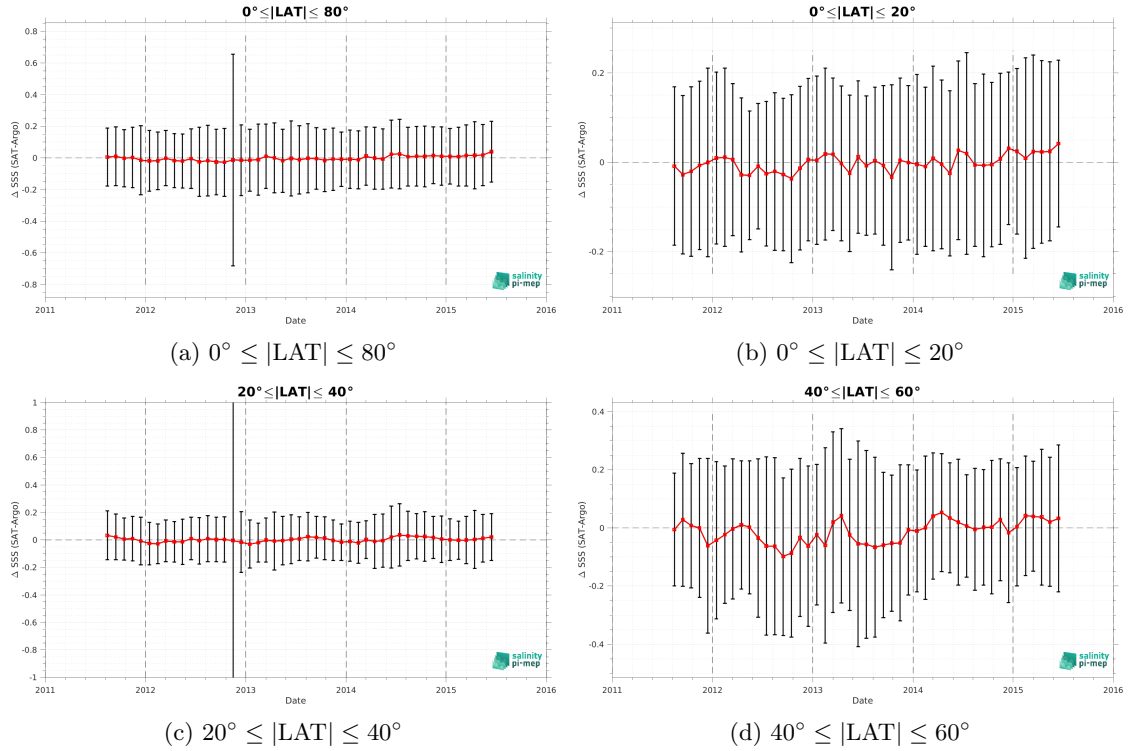 0°≤|LAT|≤ 80°
Δ SSS (SAT-Argo)
0.8
0.6
0.4
0.2
0
-0.2
-0.4
-0.6
-0.8
2011 2012 2013 2014 2015 2016
Date
salinity
pi-mep
(a) 0° ≤ |LAT| ≤ 80°
0°≤|LAT|≤ 20°
Δ SSS (SAT-Argo)
0.2
0
-0.2
2011 2012 2013 2014 2015 2016
Date
salinity
pi-mep
(b) 0° ≤ |LAT| ≤ 20°
20°≤|LAT|≤ 40°
Δ SSS (SAT-Argo)
1
0.8
0.6
0.4
0.2
0
-0.2
-0.4
-0.6
-0.8
-1
2011 2012 2013 2014 2015 2016
Date
salinity
pi-mep
(c) 20° ≤ |LAT| ≤ 40°
40°≤|LAT|≤ 60°
Δ SSS (SAT-Argo)
0.4
0.2
0
-0.2
-0.4
2011 2012 2013 2014 2015 2016
Date
salinity
pi-mep
(d) 40° ≤ |LAT| ≤ 60°